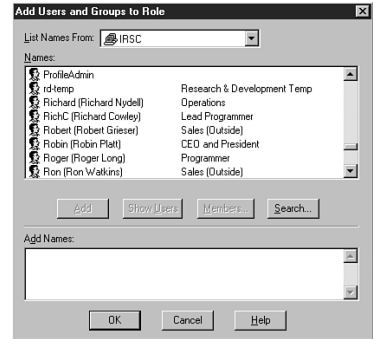 Add Users and Groups to Role
List Names From: IRSC
Names:
ProfileAdmin
rd-temp Research & Development Temp
Richard (Richard Nydell) Operations
RichC (Richard Cowley) Lead Programmer
Robert (Robert Grieser) Sales (Outside)
Robin (Robin Platt) CEO and President
Roger (Roger Long) Programmer
Ron (Ron Watkins) Sales (Outside)
Add Show Users Members... Search...
Add Names:
OK Cancel Help